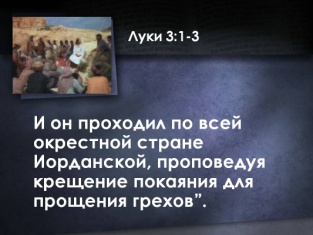 Луки 3:1-3
И он проходил по всей
окрестной стране
Иорданской, проповедуя
крещение покаяния для
прощения грехов”.